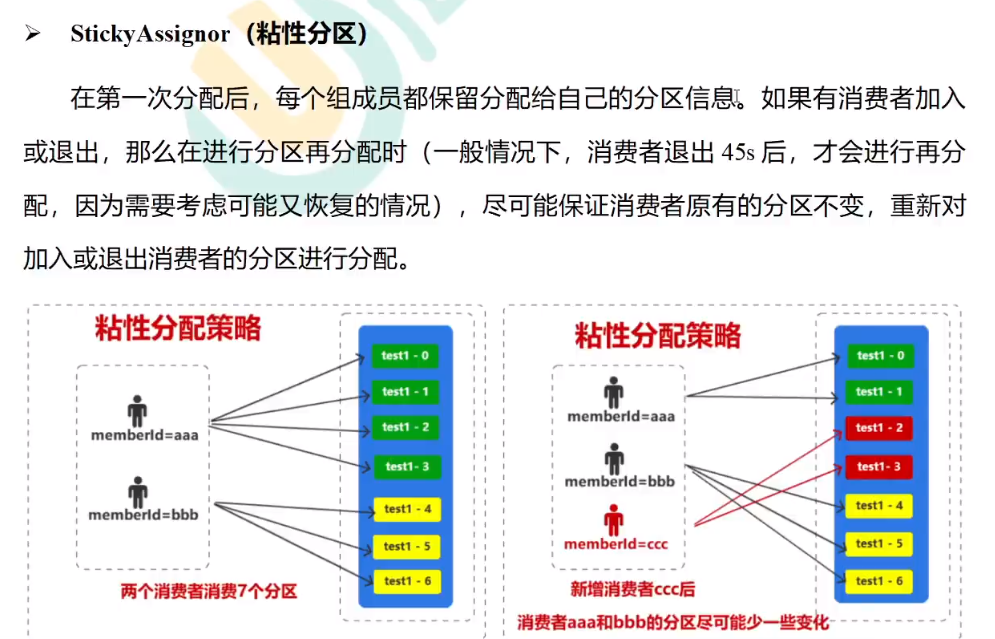 ➢ StickyAssignor（粘性分区）
在第一次分配后，每个组成员都保留分配给自己的分区信息。如果有消费者加入
或退出，那么在进行分区再分配时（一般情况下，消费者退出 45s 后，才会进行再分
配，因为需要考虑可能又恢复的情况），尽可能保证消费者原有的分区不变，重新对
加入或退出消费者的分区进行分配。
粘性分配策略
memberId=aaa
memberId=bbb
test1 - 0
test1 - 1
test1 - 2
test1- 3
test1 - 4
test1 - 5
test1 - 6
两个消费者消费7个分区
粘性分配策略
memberId=aaa
memberId=bbb
memberId=ccc
test1 - 0
test1 - 1
test1 - 2
test1- 3
test1 - 4
test1 - 5
test1 - 6
新增消费者ccc后
消费者aaa和bbb的分区尽可能少一些变化